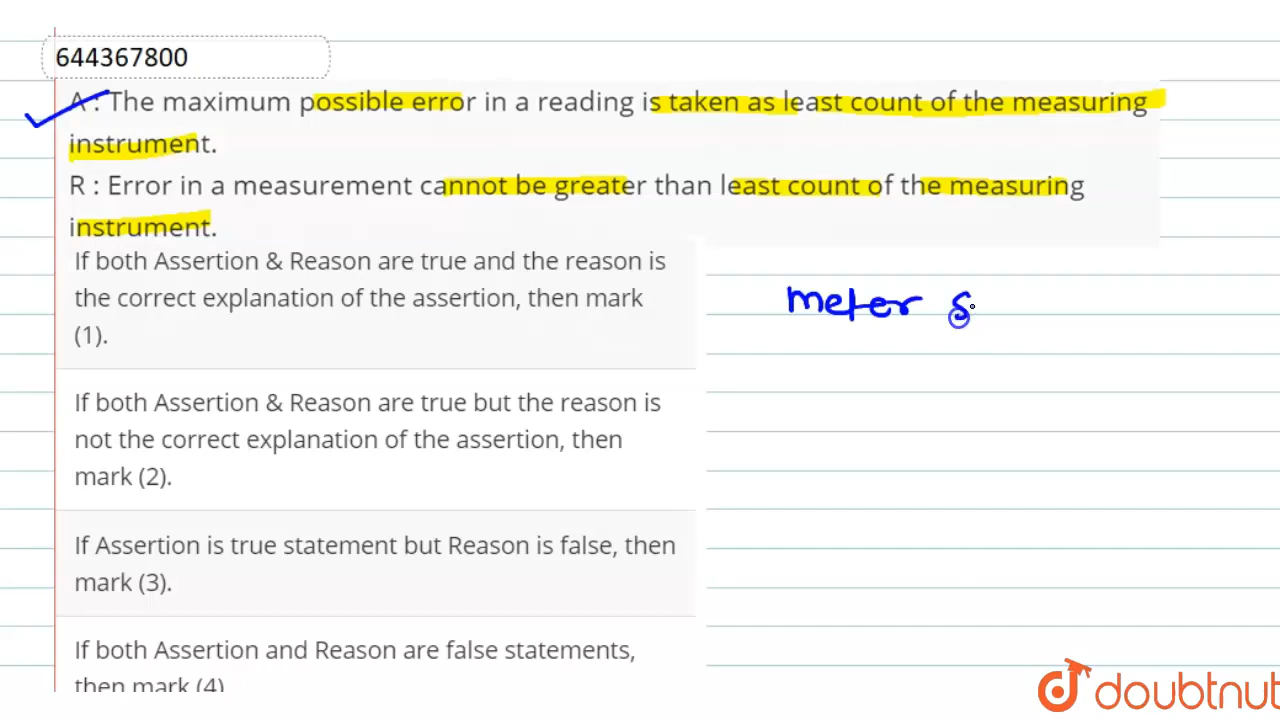 644367800
A : The maximum possible error in a reading is taken as least count of the measuring
instrument.
R : Error in a measurement cannot be greater than least count of the measuring
instrument.
If both Assertion & Reason are true and the reason is
the correct explanation of the assertion, then mark
(1).
meter s
If both Assertion & Reason are true but the reason is
not the correct explanation of the assertion, then
mark (2).
If Assertion is true statement but Reason is false, then
mark (3).
If both Assertion and Reason are false statements,
then mark (4)
doubtnut